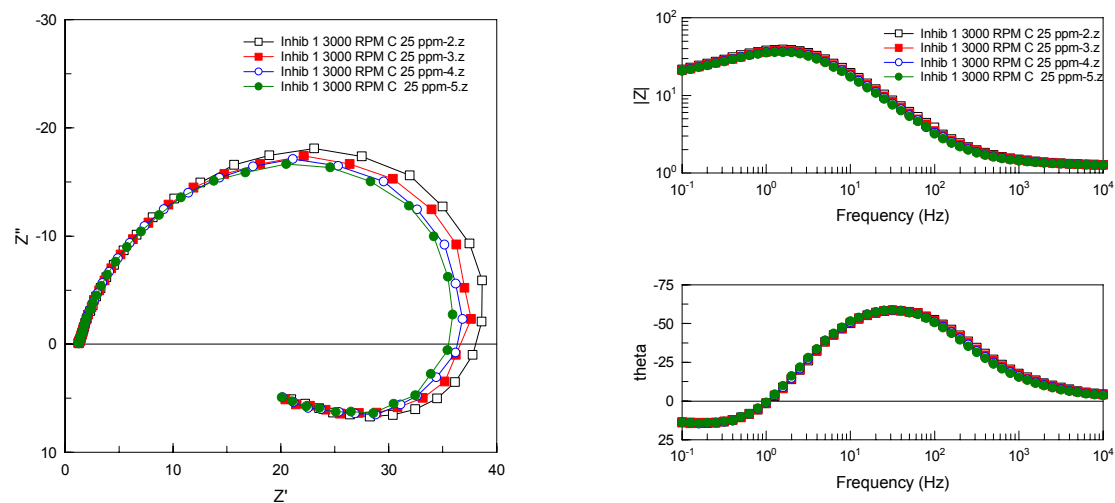 -30
-20
-10
0
10
0
10
20
30
40
Z'
Z''
Inhib 1 3000 RPM C 25 ppm-2.z
Inhib 1 3000 RPM C 25 ppm-3.z
Inhib 1 3000 RPM C 25 ppm-4.z
Inhib 1 3000 RPM C  25 ppm-5.z
10²
10¹
10⁰
|Z|
Inhib 1 3000 RPM C 25 ppm-2.z
Inhib 1 3000 RPM C 25 ppm-3.z
Inhib 1 3000 RPM C 25 ppm-4.z
Inhib 1 3000 RPM C  25 ppm-5.z
10⁻¹ 10⁰ 10¹ 10² 10³ 10⁴
Frequency (Hz)
-75
-50
-25
0
25
theta
10⁻¹ 10⁰ 10¹ 10² 10³ 10⁴
Frequency (Hz)